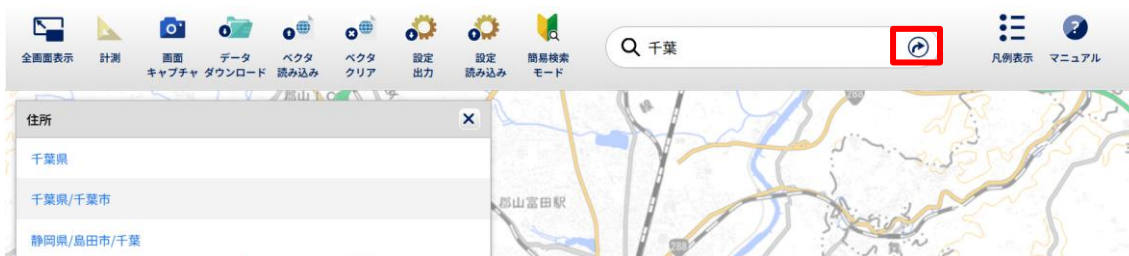 全画面表示
計測
画面
キャプチャ
データ
ダウンロード
ベクタ
読み込み
ベクタ
クリア
設定
出力
設定
読み込み
簡易検索
モード
千葉
凡例表示
マニュアル
住所
千葉県
千葉県/千葉市
静岡県/島田市/千葉
郡山富田駅
288
288